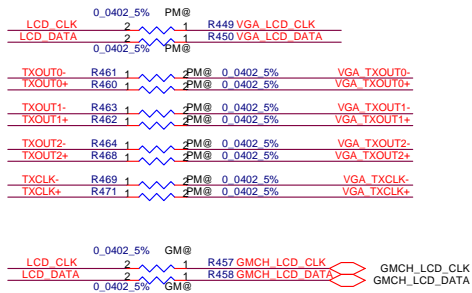 0_0402_5% PM@
LCD_CLK 2 1 R449 VGA_LCD_CLK
LCD_DATA 2 1 R450 VGA_LCD_DATA
0_0402_5% PM@
TXOUT0- R461 1 2 PM@ 0_0402_5% VGA_TXOUT0-
TXOUT0+ R460 1 2 PM@ 0_0402_5% VGA_TXOUT0+
TXOUT1- R463 1 2 PM@ 0_0402_5% VGA_TXOUT1-
TXOUT1+ R462 1 2 PM@ 0_0402_5% VGA_TXOUT1+
TXOUT2- R464 1 2 PM@ 0_0402_5% VGA_TXOUT2-
TXOUT2+ R468 1 2 PM@ 0_0402_5% VGA_TXOUT2+
TXCLK- R469 1 2 PM@ 0_0402_5% VGA_TXCLK-
TXCLK+ R471 1 2 PM@ 0_0402_5% VGA_TXCLK+
0_0402_5% GM@
LCD_CLK 2 1 R457 GMCH_LCD_CLK GMCH_LCD_CLK
LCD_DATA 2 1 R458 GMCH_LCD_DATA GMCH_LCD_DATA
0_0402_5% GM@